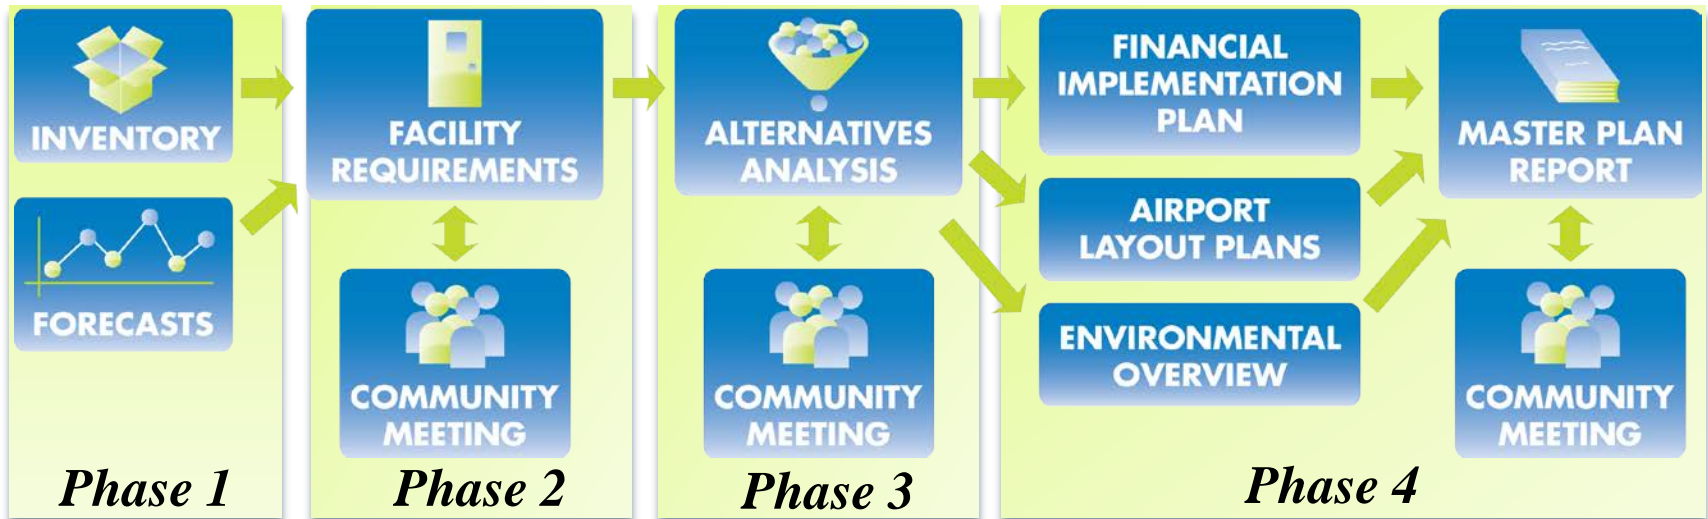 INVENTORY
FORECASTS
Phase 1
FACILITY
REQUIREMENTS
COMMUNITY
MEETING
Phase 2
ALTERNATIVES
ANALYSIS
COMMUNITY
MEETING
Phase 3
FINANCIAL
IMPLEMENTATION
PLAN
AIRPORT
LAYOUT PLANS
ENVIRONMENTAL
OVERVIEW
MASTER PLAN
REPORT
COMMUNITY
MEETING
Phase 4